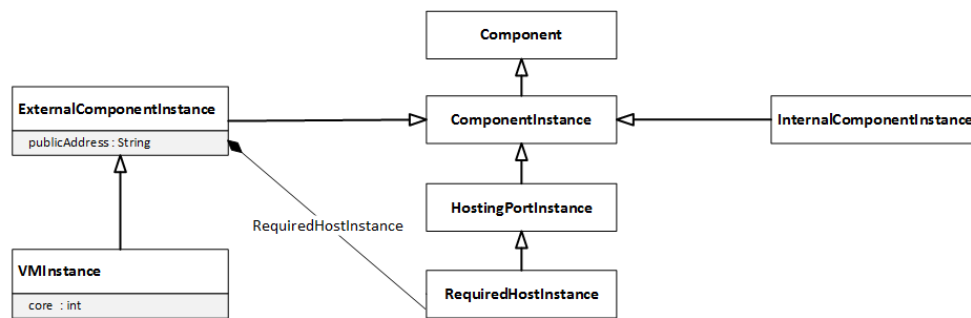 Component
ExternalComponentInstance
publicAddress : String
ComponentInstance
InternalComponentInstance
HostingPortInstance
RequiredHostInstance
VMInstance
core : int
RequiredHostInstance